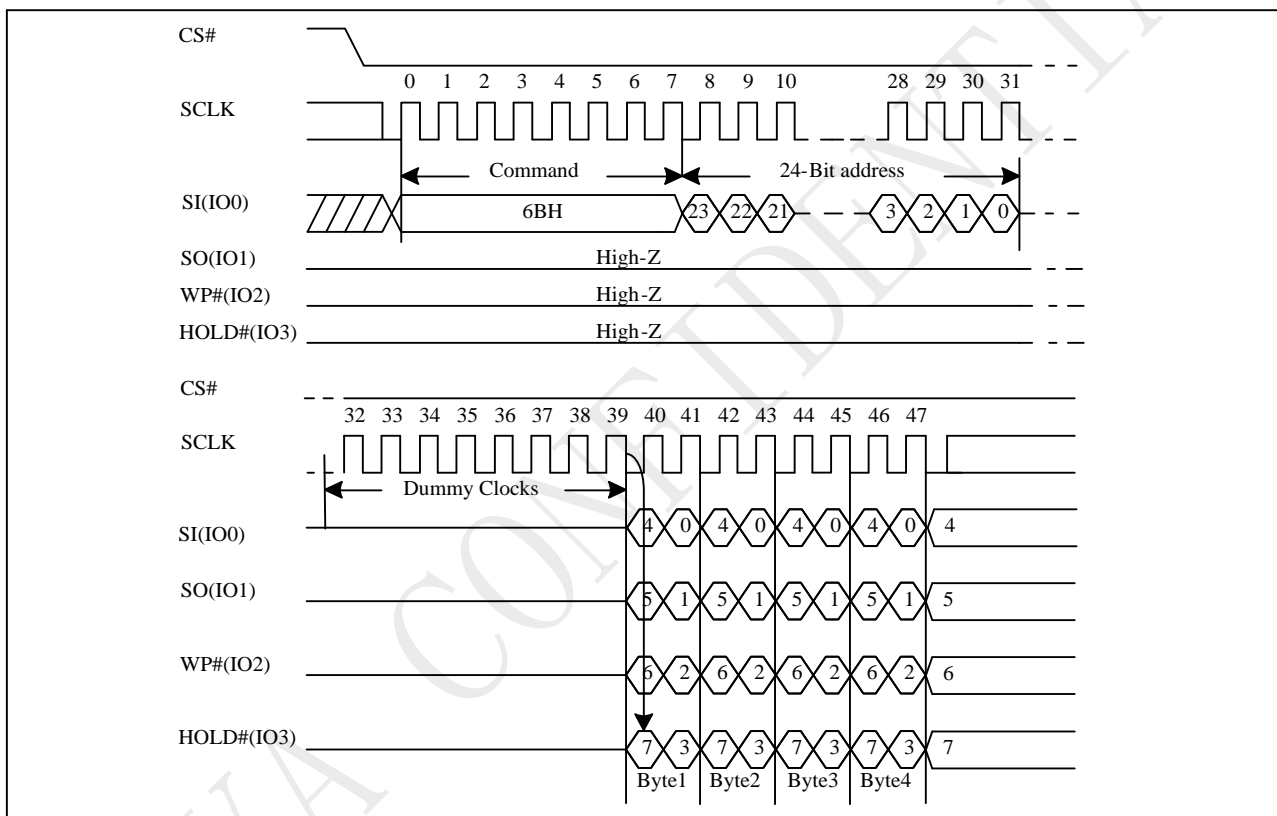 CS#
0 1 2 3 4 5 6 7 8 9 10 28 29 30 31
SCLK
Command 24-Bit address
SI(IO0) 6BH 23 22 21 3 2 1 0
SO(IO1) High-Z
WP#(IO2) High-Z
HOLD#(IO3) High-Z
CS#
32 33 34 35 36 37 38 39 40 41 42 43 44 45 46 47
SCLK
Dummy Clocks
SI(IO0) 4 0 4 0 4 0 4 0 4
SO(IO1) 5 1 5 1 5 1 5 1 5
WP#(IO2) 6 2 6 2 6 2 6 2 6
HOLD#(IO3) 7 3 7 3 7 3 7 3 7
Byte1 Byte2 Byte3 Byte4